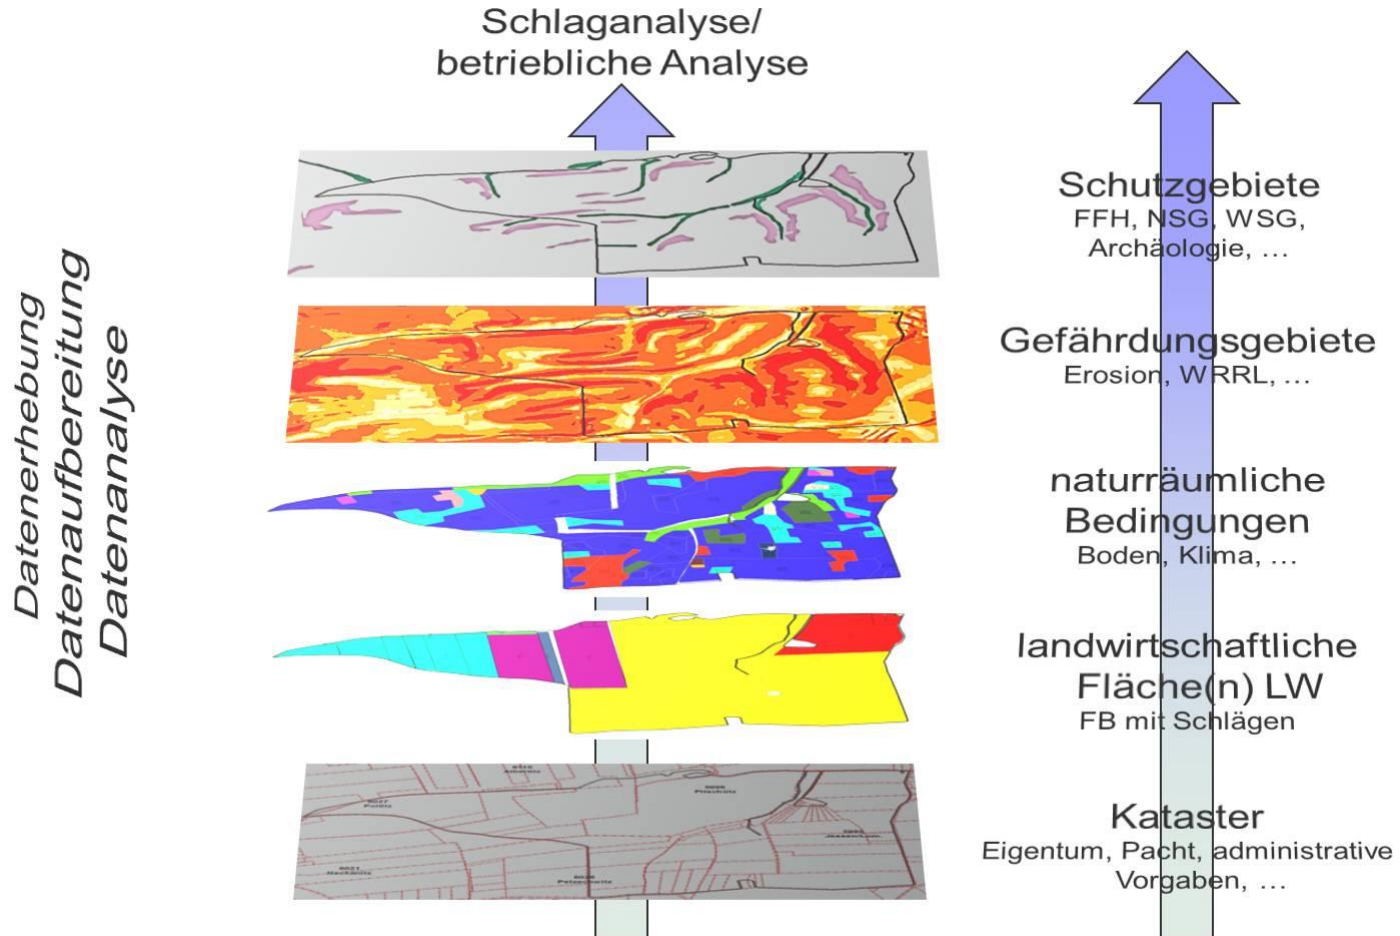 Schlaganalyse/
betriebliche Analyse
Datenerhebung
Datenaufbereitung
Datenanalyse
Schutzgebiete
FFH, NSG, WSG,
Archäologie, …
Gefährdungsgebiete
Erosion, WRRL, …
naturräumliche
Bedingungen
Boden, Klima, …
landwirtschaftliche
Fläche(n) LW
FB mit Schlägen
Kataster
Eigentum, Pacht, administrative
Vorgaben, …